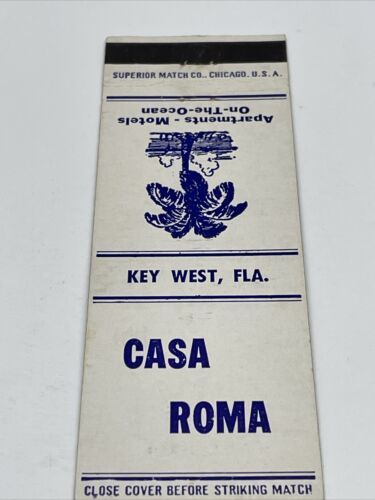 SUPERIOR MATCH CO., CHICAGO, U.S.A.
Apartments - Motels
On-The-Ocean
KEY WEST, FLA.
CASA
ROMA
CLOSE COVER BEFORE STRIKING MATCH